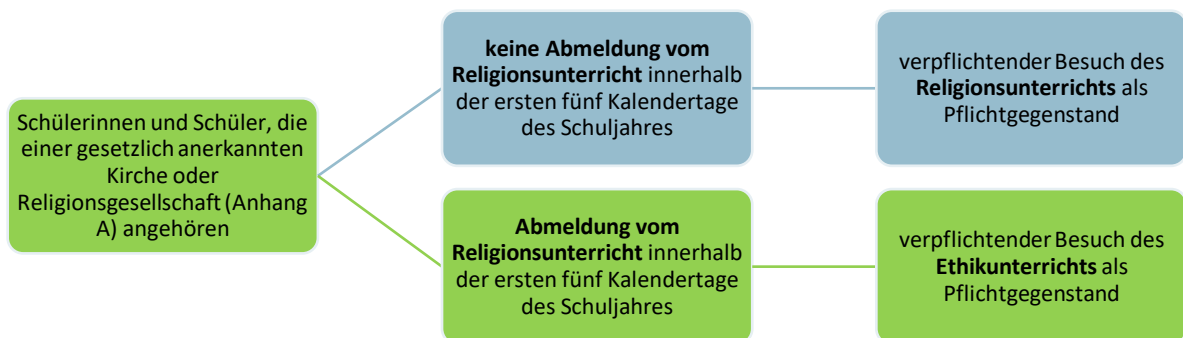 Schülerinnen und Schüler, die
einer gesetzlich anerkannten
Kirche oder
Religionsgesellschaft (Anhang
A) angehören
keine Abmeldung vom
Religionsunterricht innerhalb
der ersten fünf Kalendertage
des Schuljahres
verpflichtender Besuch des
Religionsunterrichts als
Pflichtgegenstand
Abmeldung vom
Religionsunterricht innerhalb
der ersten fünf Kalendertage
des Schuljahres
verpflichtender Besuch des
Ethikunterrichts als
Pflichtgegenstand